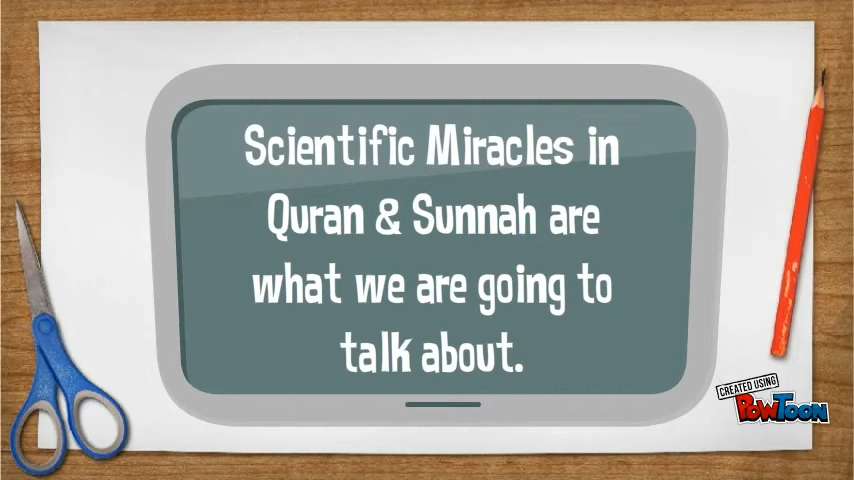 Scientific Miracles in
Quran & Sunnah are
what we are going to
talk about.
CREATED USING
POWTOON